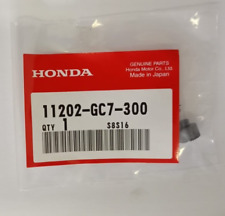 HONDA
GENUINE PARTS
Honda Motor Co., Ltd.
Made in Japan
11202-GC7-300
QTY 1 S8S16